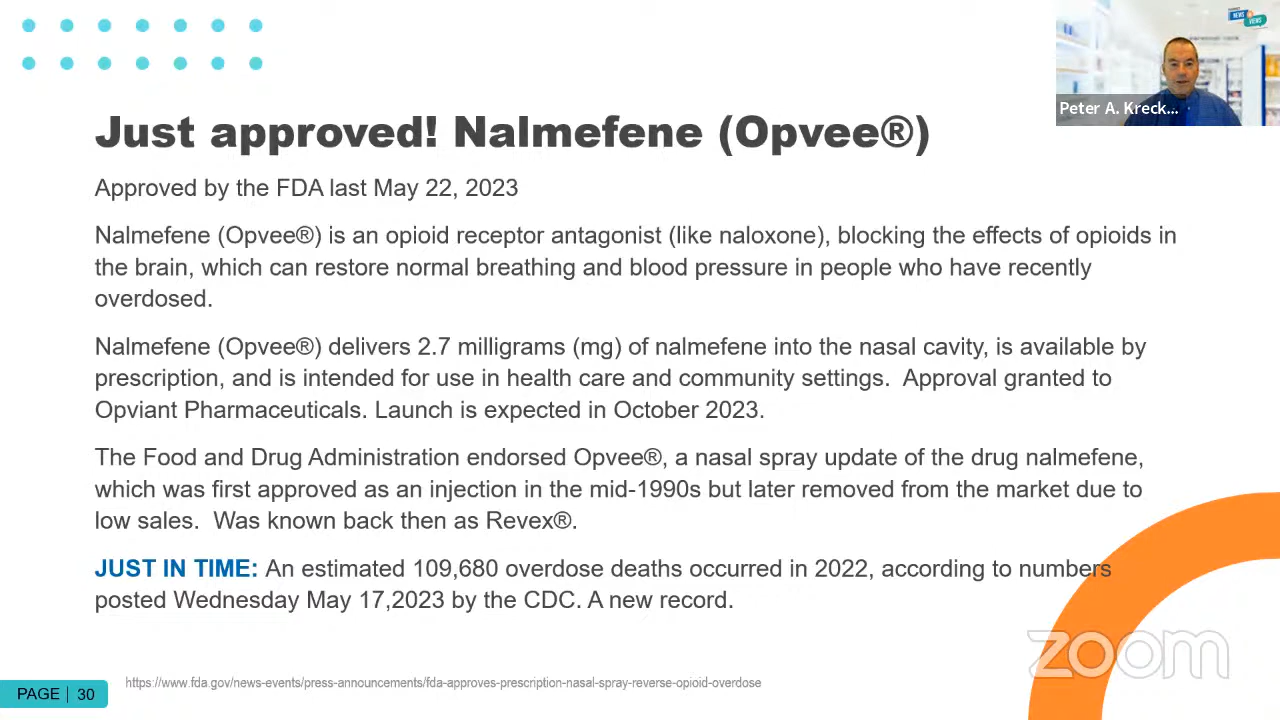 NEWS
VIEWS
Peter A. Kreck...
Just approved! Nalmefene (Opvee®)
Approved by the FDA last May 22, 2023
Nalmefene (Opvee®) is an opioid receptor antagonist (like naloxone), blocking the effects of opioids in
the brain, which can restore normal breathing and blood pressure in people who have recently
overdosed.
Nalmefene (Opvee®) delivers 2.7 milligrams (mg) of nalmefene into the nasal cavity, is available by
prescription, and is intended for use in health care and community settings.  Approval granted to
Opviant Pharmaceuticals. Launch is expected in October 2023.
The Food and Drug Administration endorsed Opvee®, a nasal spray update of the drug nalmefene,
which was first approved as an injection in the mid-1990s but later removed from the market due to
low sales.  Was known back then as Revex®.
JUST IN TIME: An estimated 109,680 overdose deaths occurred in 2022, according to numbers
posted Wednesday May 17,2023 by the CDC. A new record.
zoom
https://www.fda.gov/news-events/press-announcements/fda-approves-prescription-nasal-spray-reverse-opioid-overdose
PAGE | 30